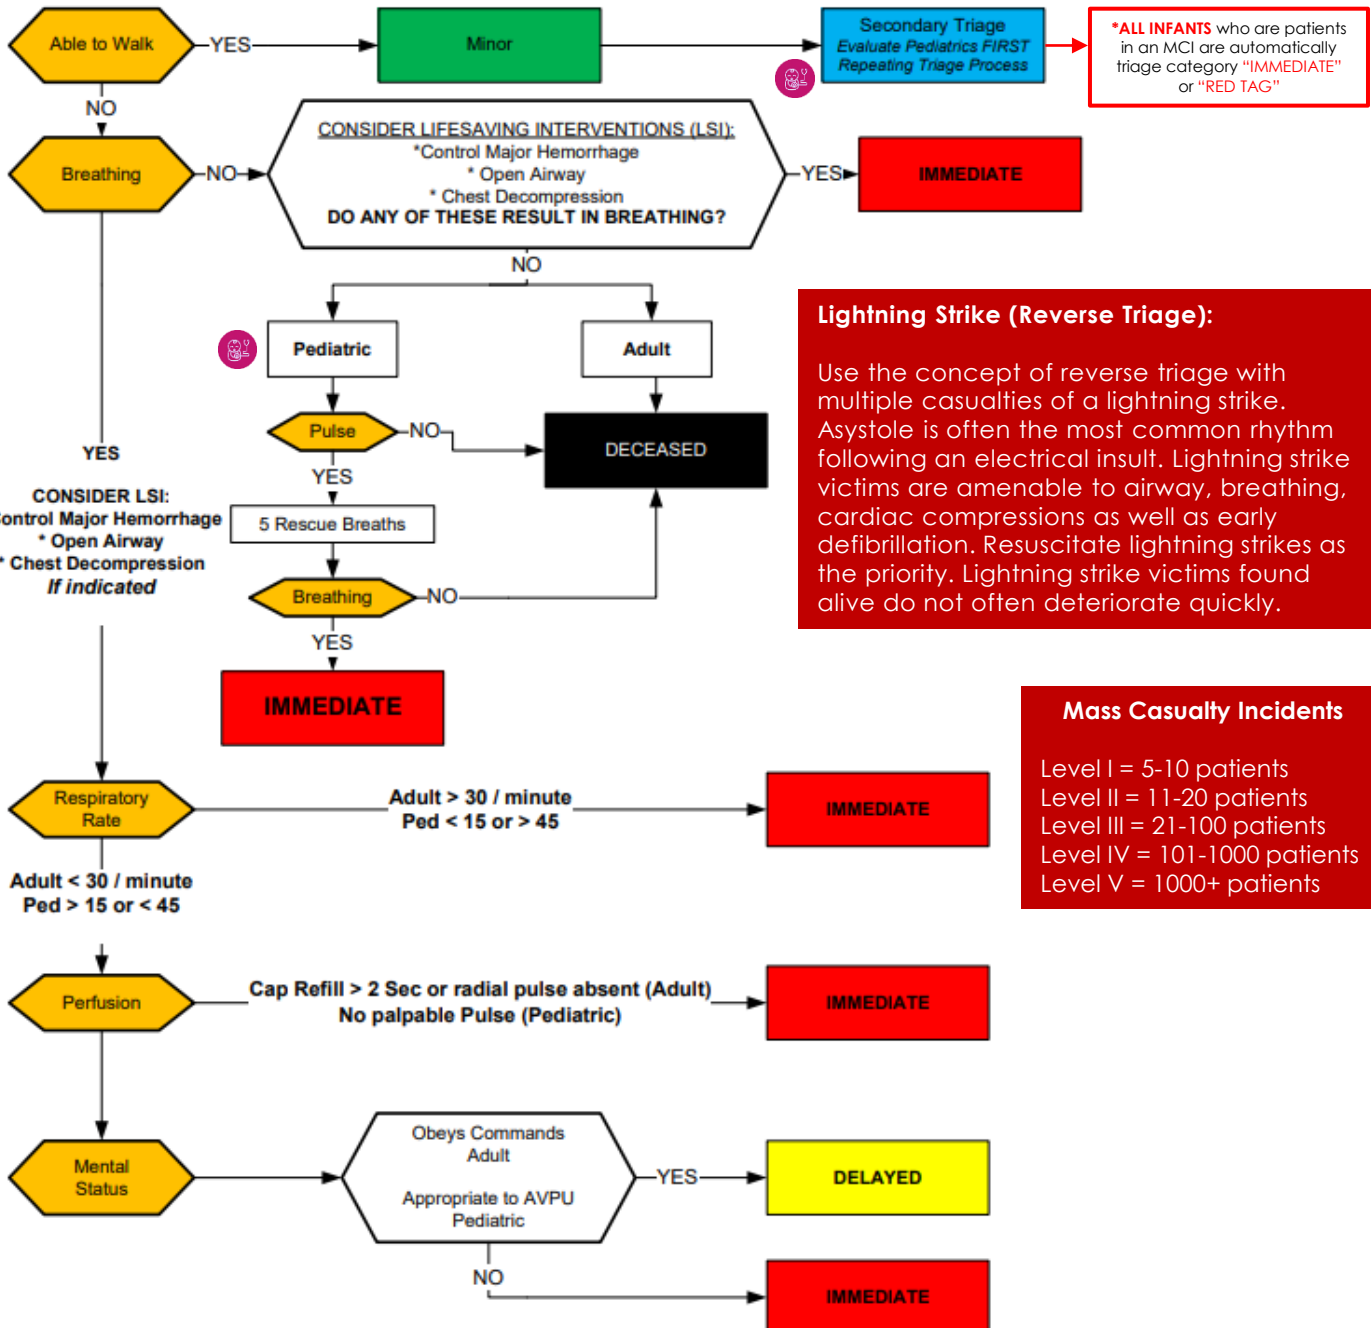 Able to Walk
YES
Minor
Secondary Triage
Evaluate Pediatrics FIRST
Repeating Triage Process
*ALL INFANTS who are patients
in an MCI are automatically
triage category "IMMEDIATE"
or "RED TAG"
NO
Breathing
NO
CONSIDER LIFESAVING INTERVENTIONS (LSI):
*Control Major Hemorrhage
* Open Airway
* Chest Decompression
DO ANY OF THESE RESULT IN BREATHING?
YES
IMMEDIATE
NO
Pediatric
Adult
Pulse
NO
DECEASED
YES
5 Rescue Breaths
Breathing
NO
YES
IMMEDIATE
Lightning Strike (Reverse Triage):
Use the concept of reverse triage with
multiple casualties of a lightning strike.
Asystole is often the most common rhythm
following an electrical insult. Lightning strike
victims are amenable to airway, breathing,
cardiac compressions as well as early
defibrillation. Resuscitate lightning strikes as
the priority. Lightning strike victims found
alive do not often deteriorate quickly.
YES
CONSIDER LSI:
ontrol Major Hemorrhage
* Open Airway
* Chest Decompression
If indicated
Mass Casualty Incidents
Level I = 5-10 patients
Level II = 11-20 patients
Level III = 21-100 patients
Level IV = 101-1000 patients
Level V = 1000+ patients
Respiratory
Rate
Adult > 30 / minute
Ped < 15 or > 45
IMMEDIATE
Adult < 30 / minute
Ped > 15 or < 45
Perfusion
Cap Refill > 2 Sec or radial pulse absent (Adult)
No palpable Pulse (Pediatric)
IMMEDIATE
Mental
Status
Obeys Commands
Adult
Appropriate to AVPU
Pediatric
YES
DELAYED
NO
IMMEDIATE